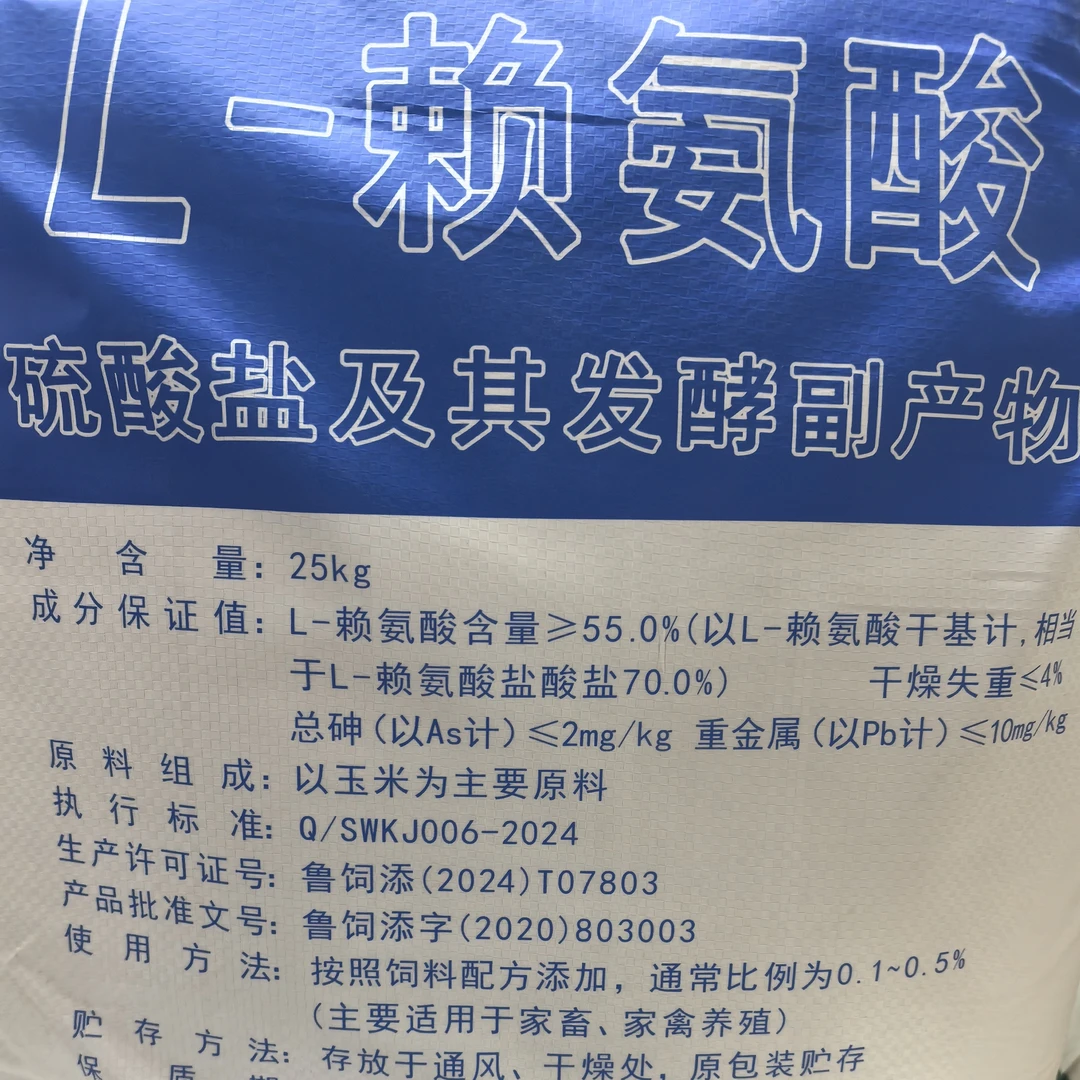 L-赖氨酸
硫酸盐及其发酵副产物
净含量：25kg
成分保证值：L-赖氨酸含量≥55.0%(以L-赖氨酸干基计,相当
于L-赖氨酸盐酸盐70.0%) 干燥失重≤4%
总砷(以As计)≤2mg/kg 重金属(以Pb计)≤10mg/kg
原料组成：以玉米为主要原料
执行标准：Q/SWKJ006-2024
生产许可证号：鲁饲添(2024)T07803
产品批准文号：鲁饲添字(2020)803003
使用方法：按照饲料配方添加，通常比例为0.1~0.5%
(主要适用于家畜、家禽养殖)
贮存方法：存放于通风、干燥处，原包装贮存
保质期